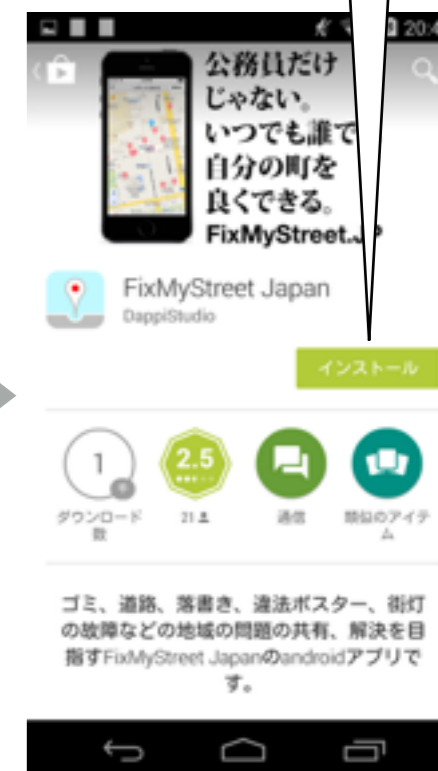 20:4
公務員だけ
じゃない。
いつでも誰で
自分の町を
良くできる。
FixMyStreet.JP
FixMyStreet Japan
DappiStudio
インストール
1
2.5
ダウンロード
数
21
通信
類似のアイテ
ム
ゴミ、道路、落書き、違法ポスター、街灯
の故障などの地域の問題の共有、解決を目
指すFixMyStreet Japanのandroidアプリで
す。